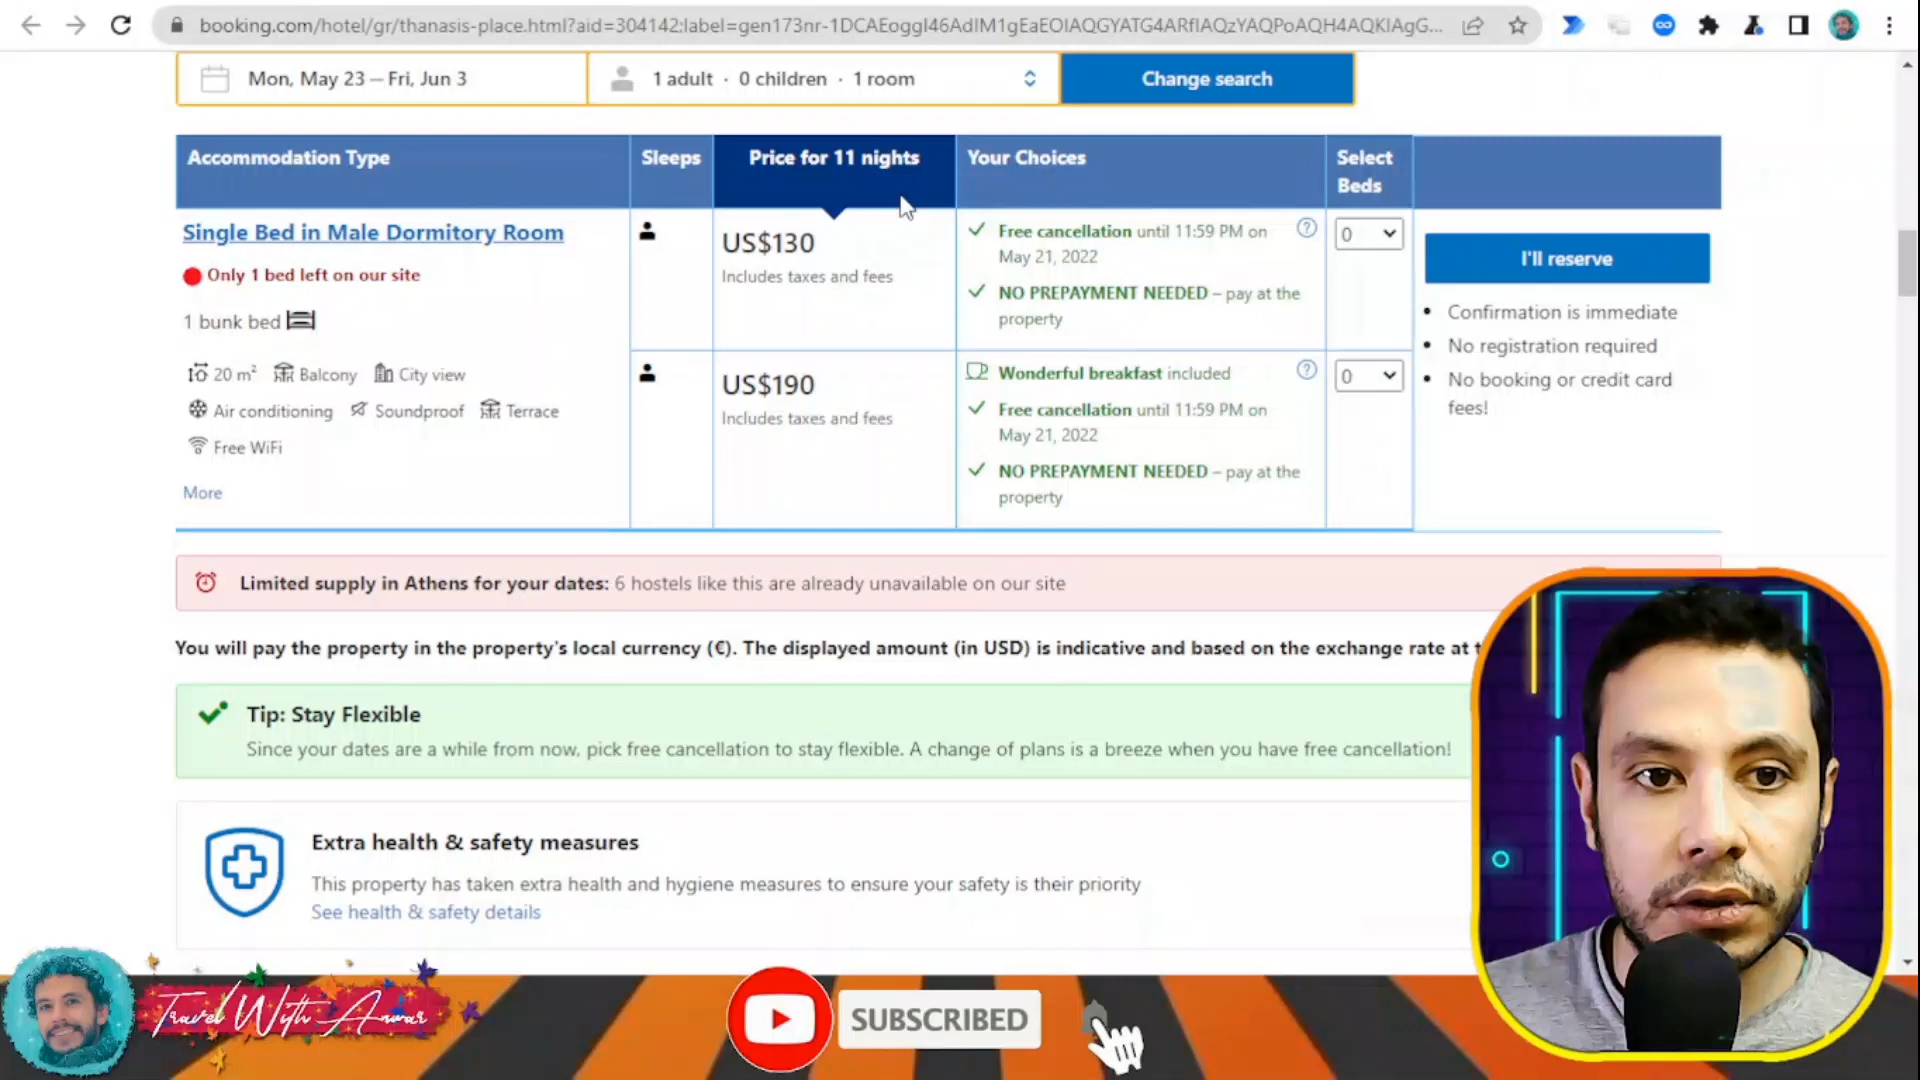 booking.com/hotel/gr/thanasis-place.html?aid=304142;label=gen173nr-1DCAEoggI46AdIM1gEaEOIAQGYATG4ARfIAQzYAQPoAQH4AQKIAgG...
Mon, May 23 – Fri, Jun 3
1 adult · 0 children · 1 room
Change search
Accommodation Type
Sleeps
Price for 11 nights
Your Choices
Select
Beds
Single Bed in Male Dormitory Room
Only 1 bed left on our site
1 bunk bed
20 m² Balcony City view
Air conditioning Soundproof Terrace
Free WiFi
More
US$130
Includes taxes and fees
Free cancellation until 11:59 PM on
May 21, 2022
NO PREPAYMENT NEEDED – pay at the
property
0
I'll reserve
• Confirmation is immediate
• No registration required
• No booking or credit card
fees!
US$190
Includes taxes and fees
Wonderful breakfast included
Free cancellation until 11:59 PM on
May 21, 2022
NO PREPAYMENT NEEDED – pay at the
property
0
Limited supply in Athens for your dates: 6 hostels like this are already unavailable on our site
You will pay the property in the property's local currency (€). The displayed amount (in USD) is indicative and based on the exchange rate at t
Tip: Stay Flexible
Since your dates are a while from now, pick free cancellation to stay flexible. A change of plans is a breeze when you have free cancellation!
Extra health & safety measures
This property has taken extra health and hygiene measures to ensure your safety is their priority
See health & safety details
Travel With Anwar
SUBSCRIBED